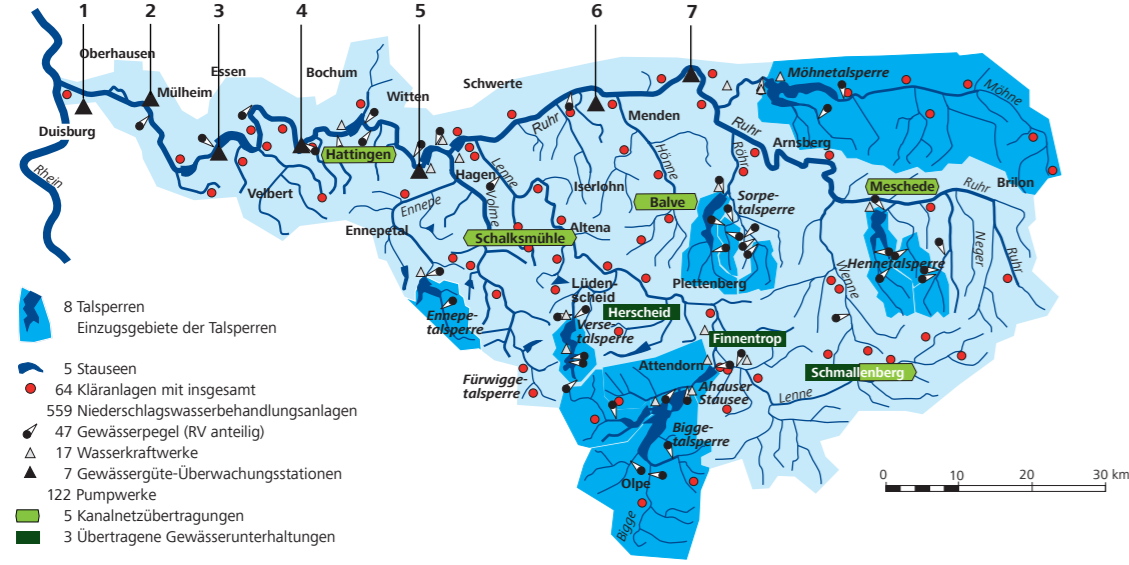 1
2
3
4
5
6
7
Oberhausen
Mülheim
Essen
Bochum
Witten
Schwerte
Duisburg
Rhein
Hattingen
Velbert
Hagen
Ennepe
Ennepetal
Volme
Lenne
Ruhr
Menden
Hönne
Iserlohn
Balve
Altena
Schalksmühle
Röhr
Ruhr
Arnsberg
Möhnetalsperre
Möhne
Meschede
Ruhr
Brilon
Sorpe-
talsperre
Hennetalsperre
Wenne
Neger
Ruhr
Plettenberg
Lüden-
scheid
Herscheid
Verse-
talsperre
Ennepe-
talsperre
Finnentrop
Schmallenberg
Lenne
Attendorn
Ahauser
Stausee
Fürwigge-
talsperre
Bigge-
talsperre
Olpe
Bigge
8 Talsperren
Einzugsgebiete der Talsperren
5 Stauseen
64 Kläranlagen mit insgesamt
559 Niederschlagswasserbehandlungsanlagen
47 Gewässerpegel (RV anteilig)
17 Wasserkraftwerke
7 Gewässergüte-Überwachungsstationen
122 Pumpwerke
5 Kanalnetzübertragungen
3 Übertragene Gewässerunterhaltungen
0 10 20 30 km